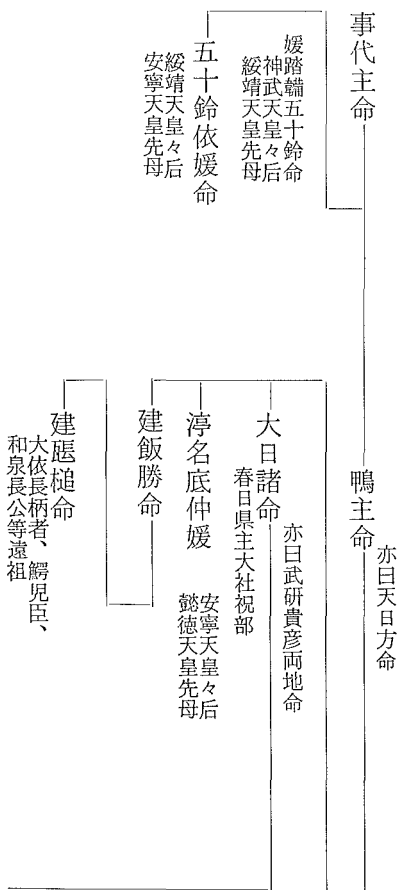 事代主命
媛蹈鞴五十鈴命
神武天皇々后
綏靖天皇先母
五十鈴依媛命
綏靖天皇々后
安寧天皇先母
鴨主命
亦曰天日方命
大日諸命
亦曰武研貴彦両地命
春日県主大社祝部
渟名底仲媛
安寧天皇々后
懿徳天皇先母
建飯勝命
建甕槌命
大依長柄者、鰐児臣、
和泉長公等遠祖